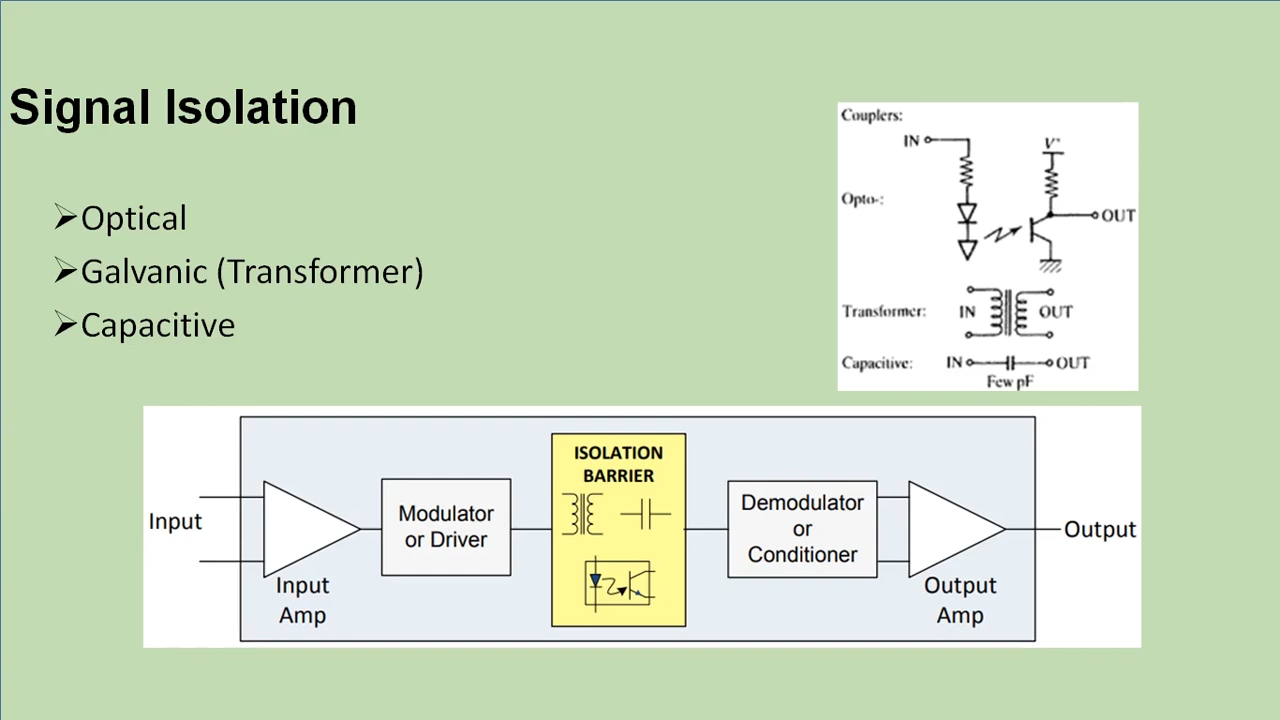 Signal Isolation
➢Optical
➢Galvanic (Transformer)
➢Capacitive
Couplers:
IN
V⁺
Opto-:
OUT
Transformer: IN OUT
Capacitive: IN OUT
Few pF
ISOLATION
BARRIER
Input
Modulator
or Driver
Demodulator
or
Conditioner
Output
Input
Amp
Output
Amp